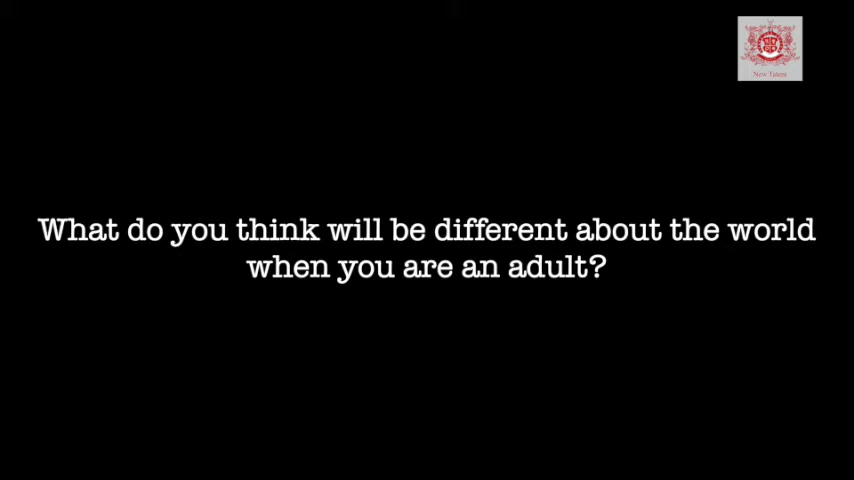 New Talent
What do you think will be different about the world
when you are an adult?